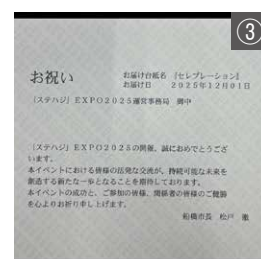 ③
お祝い
お届け台紙名 『セレブレーション』
お届け日 2025年12月01日
〈ステハジ〉EXPO2025運営事務局 御中
〈ステハジ〉EXPO2025の開催、誠におめでとうござ
います。
本イベントにおける皆様の活発な交流が、持続可能な未来を
創造する新たな一歩となることを期待しております。
本イベントの成功と、ご参加の皆様、関係者の皆様のご健勝
を心よりお祈り申し上げます。
船橋市長 松戸 徹